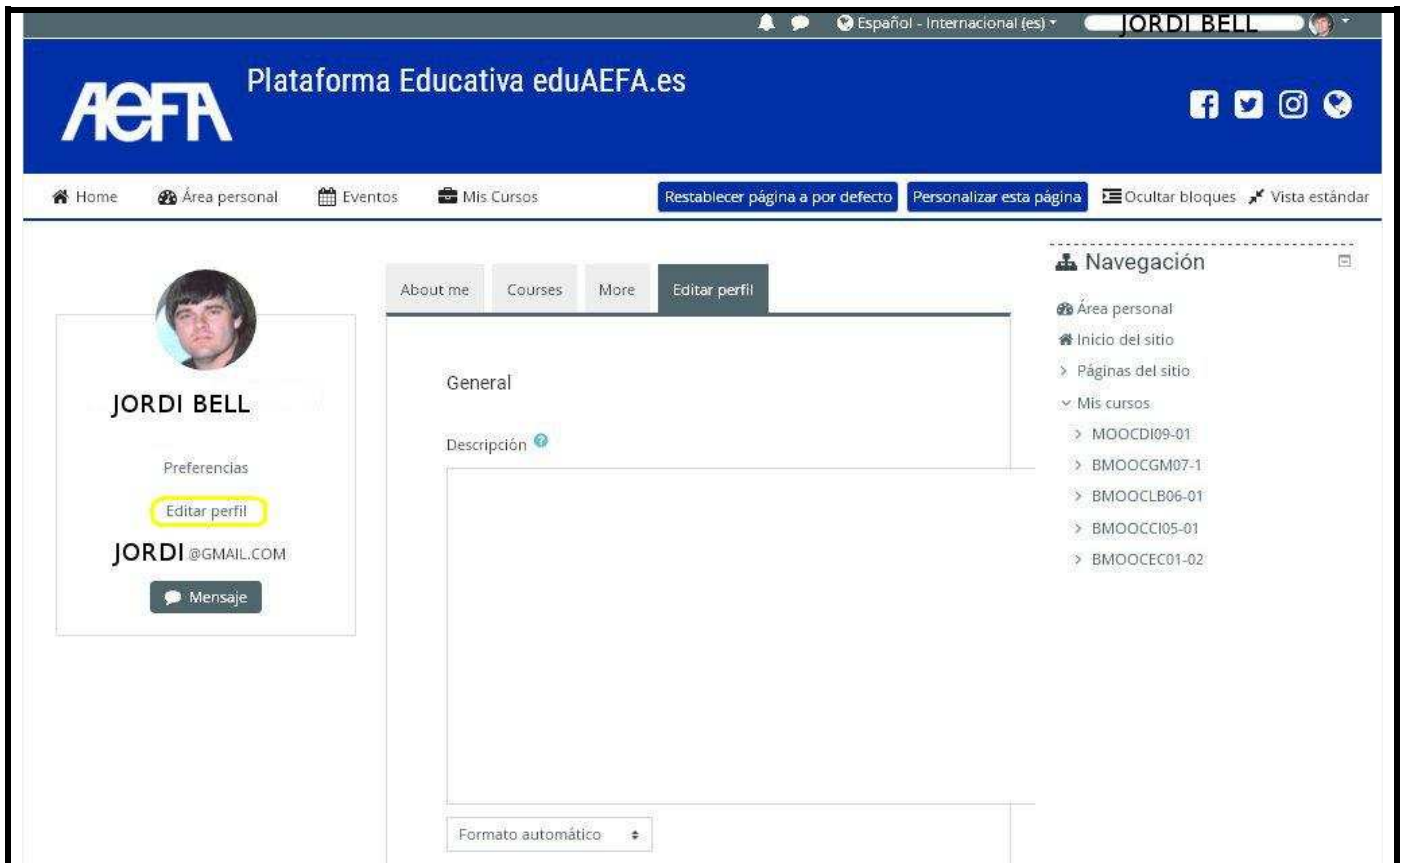 Español - Internacional (es) JORDI BELL
AEFA Plataforma Educativa eduAEFA.es
Home Área personal Eventos Mis Cursos Restablecer página a por defecto Personalizar esta página Ocultar bloques Vista estándar
JORDI BELL
Preferencias
Editar perfil
JORDI @GMAIL.COM
Mensaje
About me Courses More Editar perfil
General
Descripción
Formato automático
Navegación
Área personal
Inicio del sitio
Páginas del sitio
Mis cursos
MOOCDI09-01
BMOOCGM07-1
BMOOCLB06-01
BMOOCCI05-01
BMOOCEC01-02